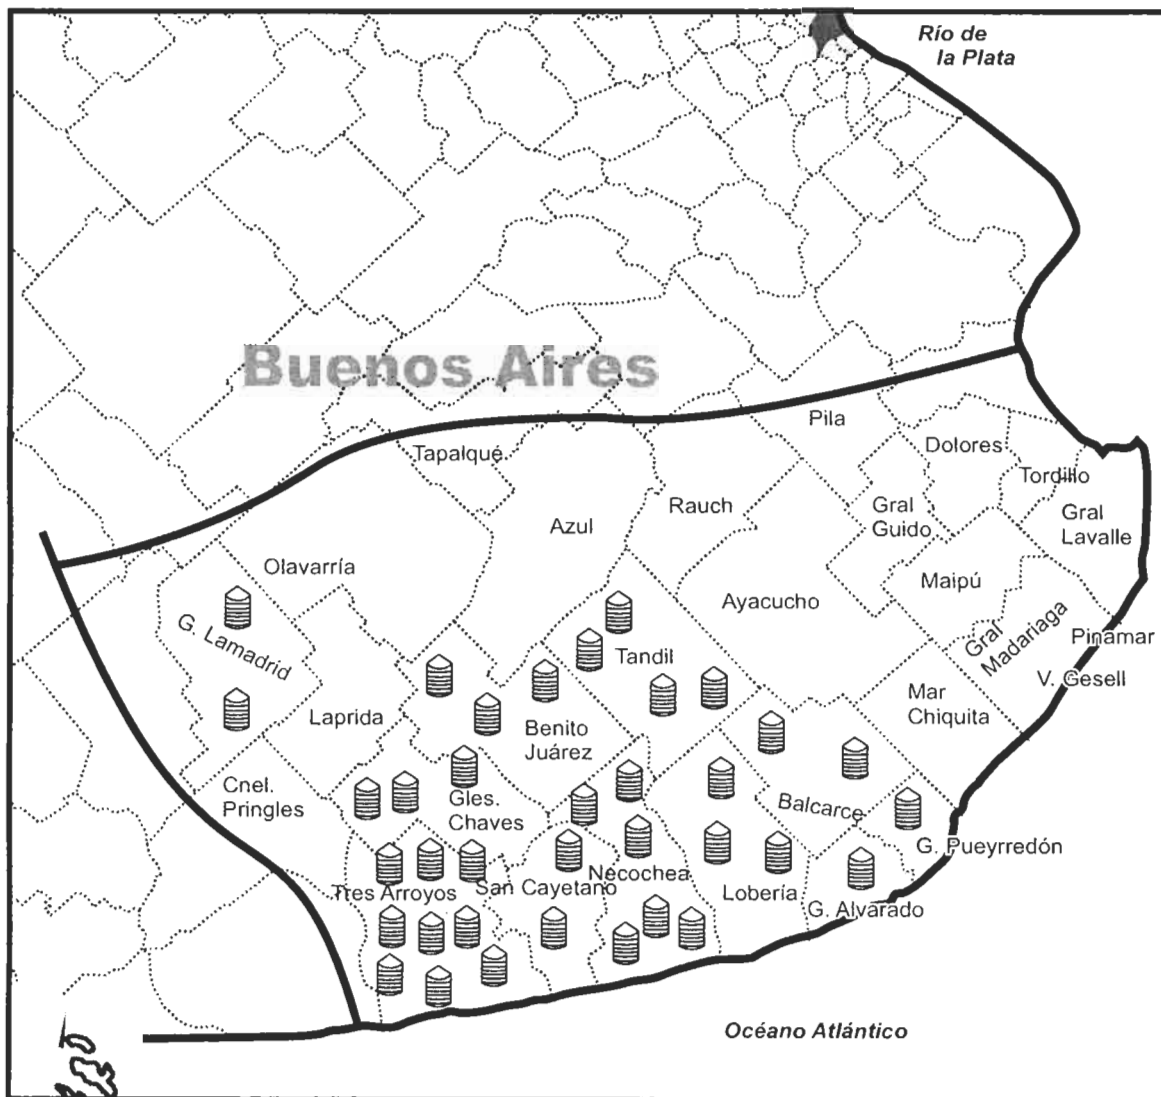 Río de
la Plata
Buenos Aires
Pila
Tapalqué
Dolores
Tordillo
Rauch
Gral
Guido
Gral
Lavalle
Azul
Olavarría
Maipú
Ayacucho
G. Lamadrid
Gral
Madariaga
Pinamar
Tandil
V. Gesell
Mar
Chiquita
Laprida
Benito
Juárez
Cnel.
Pringles
Gles.
Chaves
Balcarce
G. Pueyrredón
Necochea
Tres Arroyos
San Cayetano
Lobería
G. Alvarado
Océano Atlántico